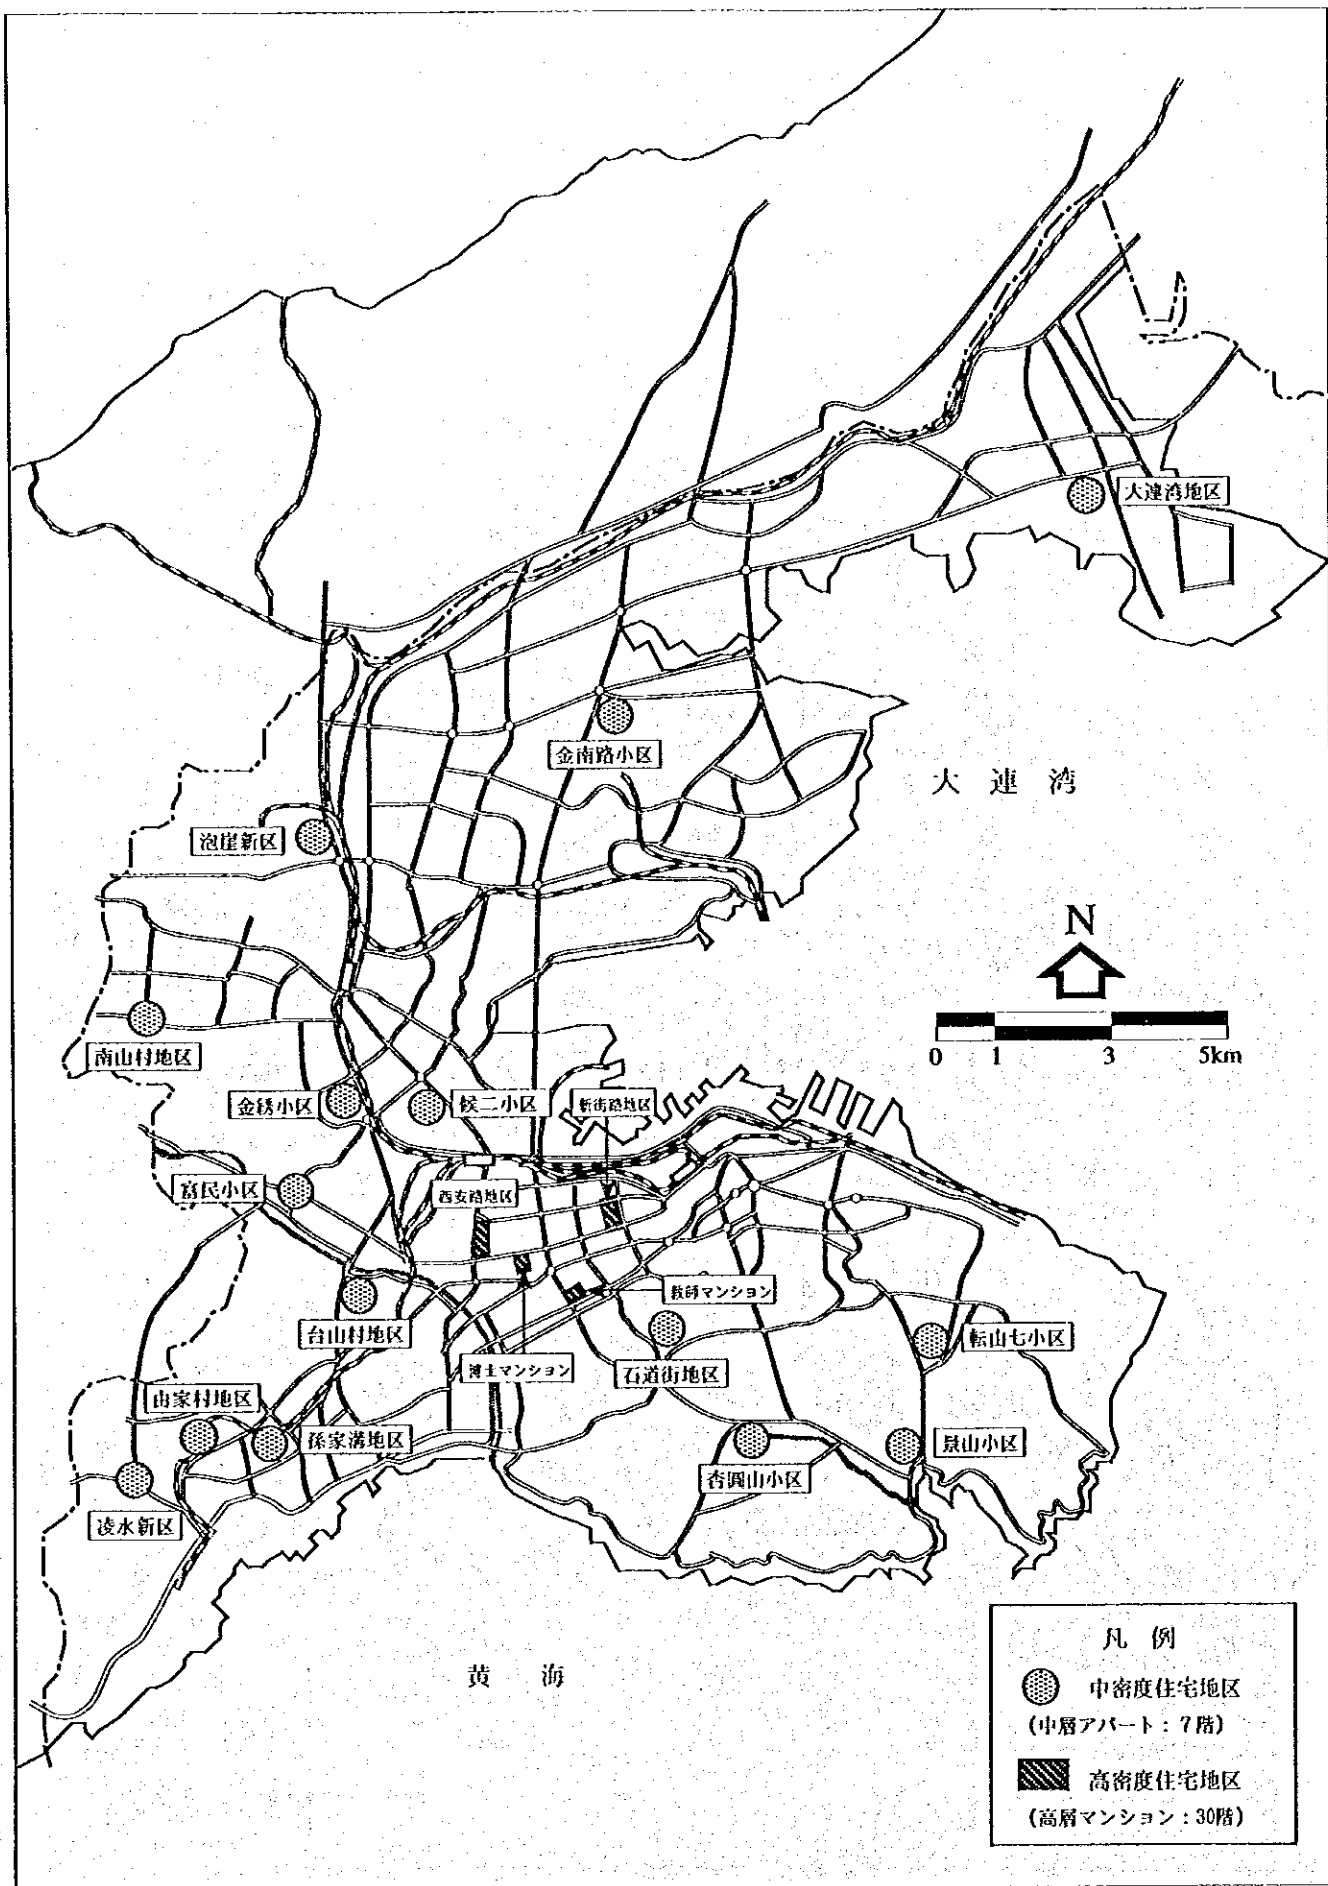 大連湾地区
金南路小区
大 連 湾
泡崖新区
N
0 1 3 5km
南山村地区
金綉小区
候二小区
新街路地区
富民小区
西安路地区
教師マンション
台山村地区
転山七小区
博士マンション
石道街地区
由家村地区
孫家溝地区
景山小区
杏圃山小区
凌水新区
黄 海
凡 例
中密度住宅地区
(中層アパート:7階)
高密度住宅地区
(高層マンション:30階)